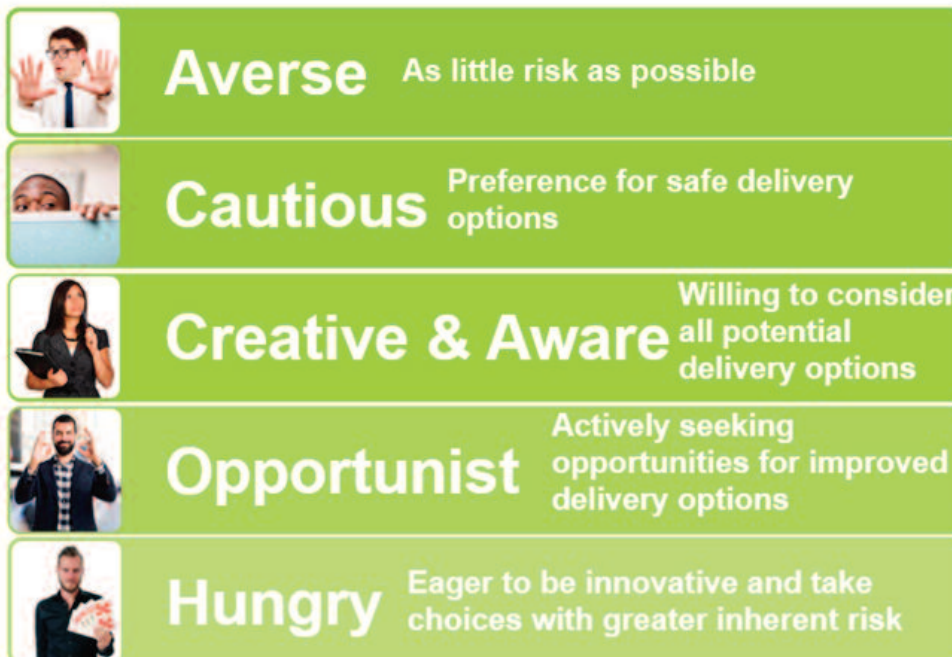 Averse As little risk as possible
Cautious Preference for safe delivery
options
Creative & Aware Willing to consider
all potential
delivery options
Opportunist Actively seeking
opportunities for improved
delivery options
Hungry Eager to be innovative and take
choices with greater inherent risk